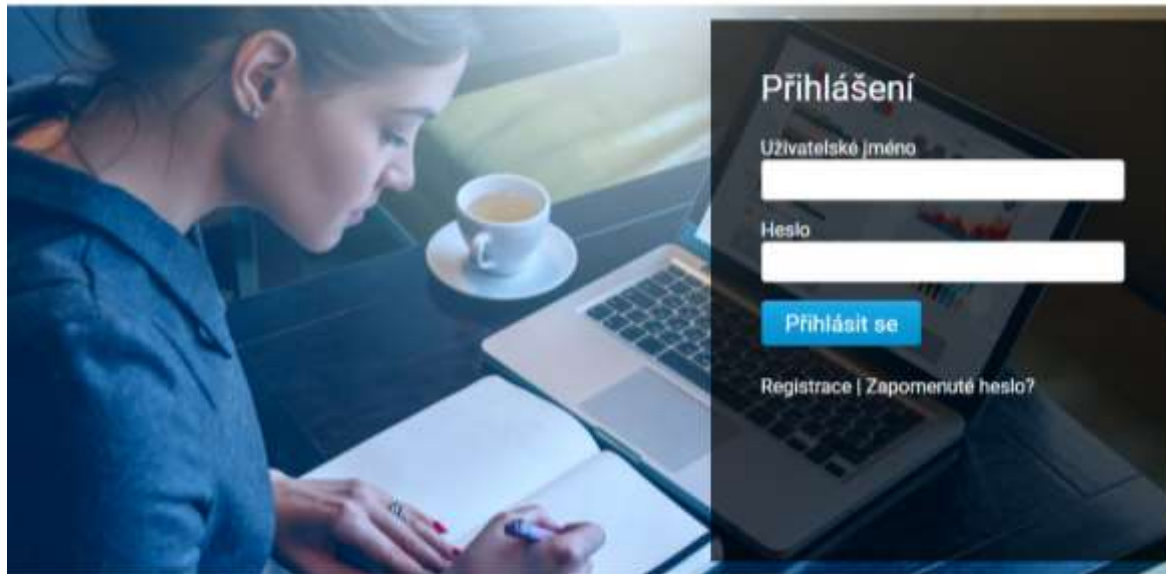 Přihlášení
Uživatelské jméno
Heslo
Přihlásit se
Registrace | Zapomenuté heslo?